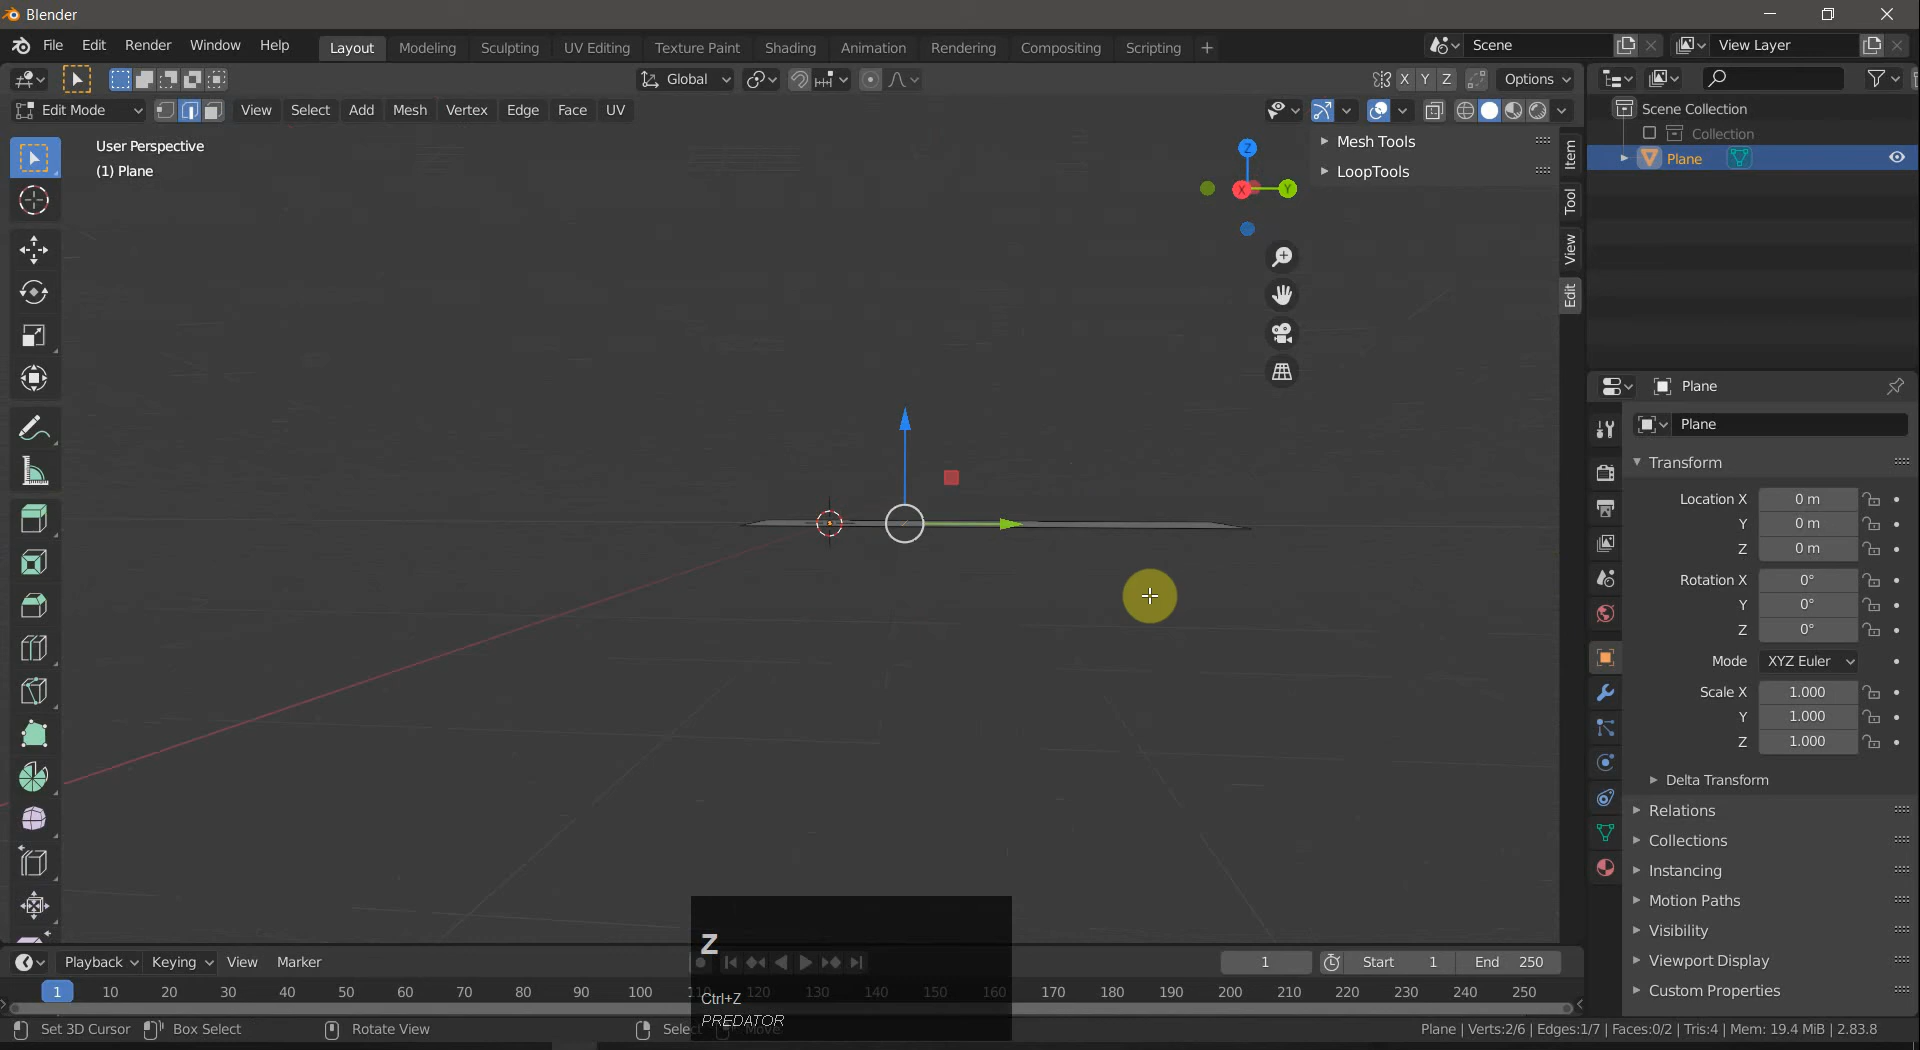 Blender
File Edit Render Window Help Layout Modeling Sculpting UV Editing Texture Paint Shading Animation Rendering Compositing Scripting Scene View Layer
Global X Y Z Options
Edit Mode View Select Add Mesh Vertex Edge Face UV
Scene Collection
Collection
Plane
User Perspective
(1) Plane
Z
X
Y
Mesh Tools
LoopTools
Item
Tool
View
Edit
Plane
Plane
Transform
Location X 0 m
Y 0 m
Z 0 m
Rotation X 0°
Y 0°
Z 0°
Mode XYZ Euler
Scale X 1.000
Y 1.000
Z 1.000
Delta Transform
Relations
Collections
Instancing
Motion Paths
Visibility
Viewport Display
Custom Properties
Z
Ctrl+Z
PREDATOR
Playback Keying View Marker 1 Start 1 End 250
1 10 20 30 40 50 60 70 80 90 100 110 120 130 140 150 160 170 180 190 200 210 220 230 240 250
Set 3D Cursor Box Select Rotate View Select Move Plane | Verts:2/6 | Edges:1/7 | Faces:0/2 | Tris:4 | Mem: 19.4 MiB | 2.83.8